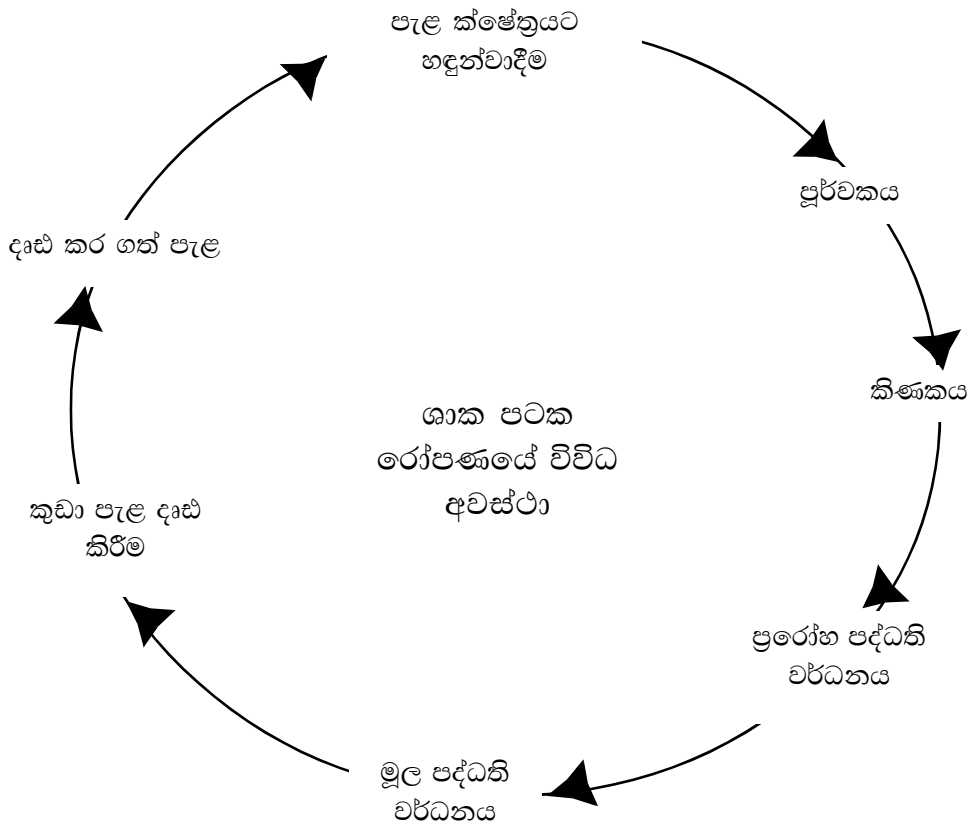 පැළ ක්ෂේත්‍රයට
හඳුන්වාදීම
පූර්වකය
කිණකය
ප්‍රරෝහ පද්ධති
වර්ධනය
මූල පද්ධති
වර්ධනය
කුඩා පැළ දෘඪ
කිරීම
දෘඪ කර ගත් පැළ
ශාක පටක
රෝපණයේ විවිධ
අවස්ථා